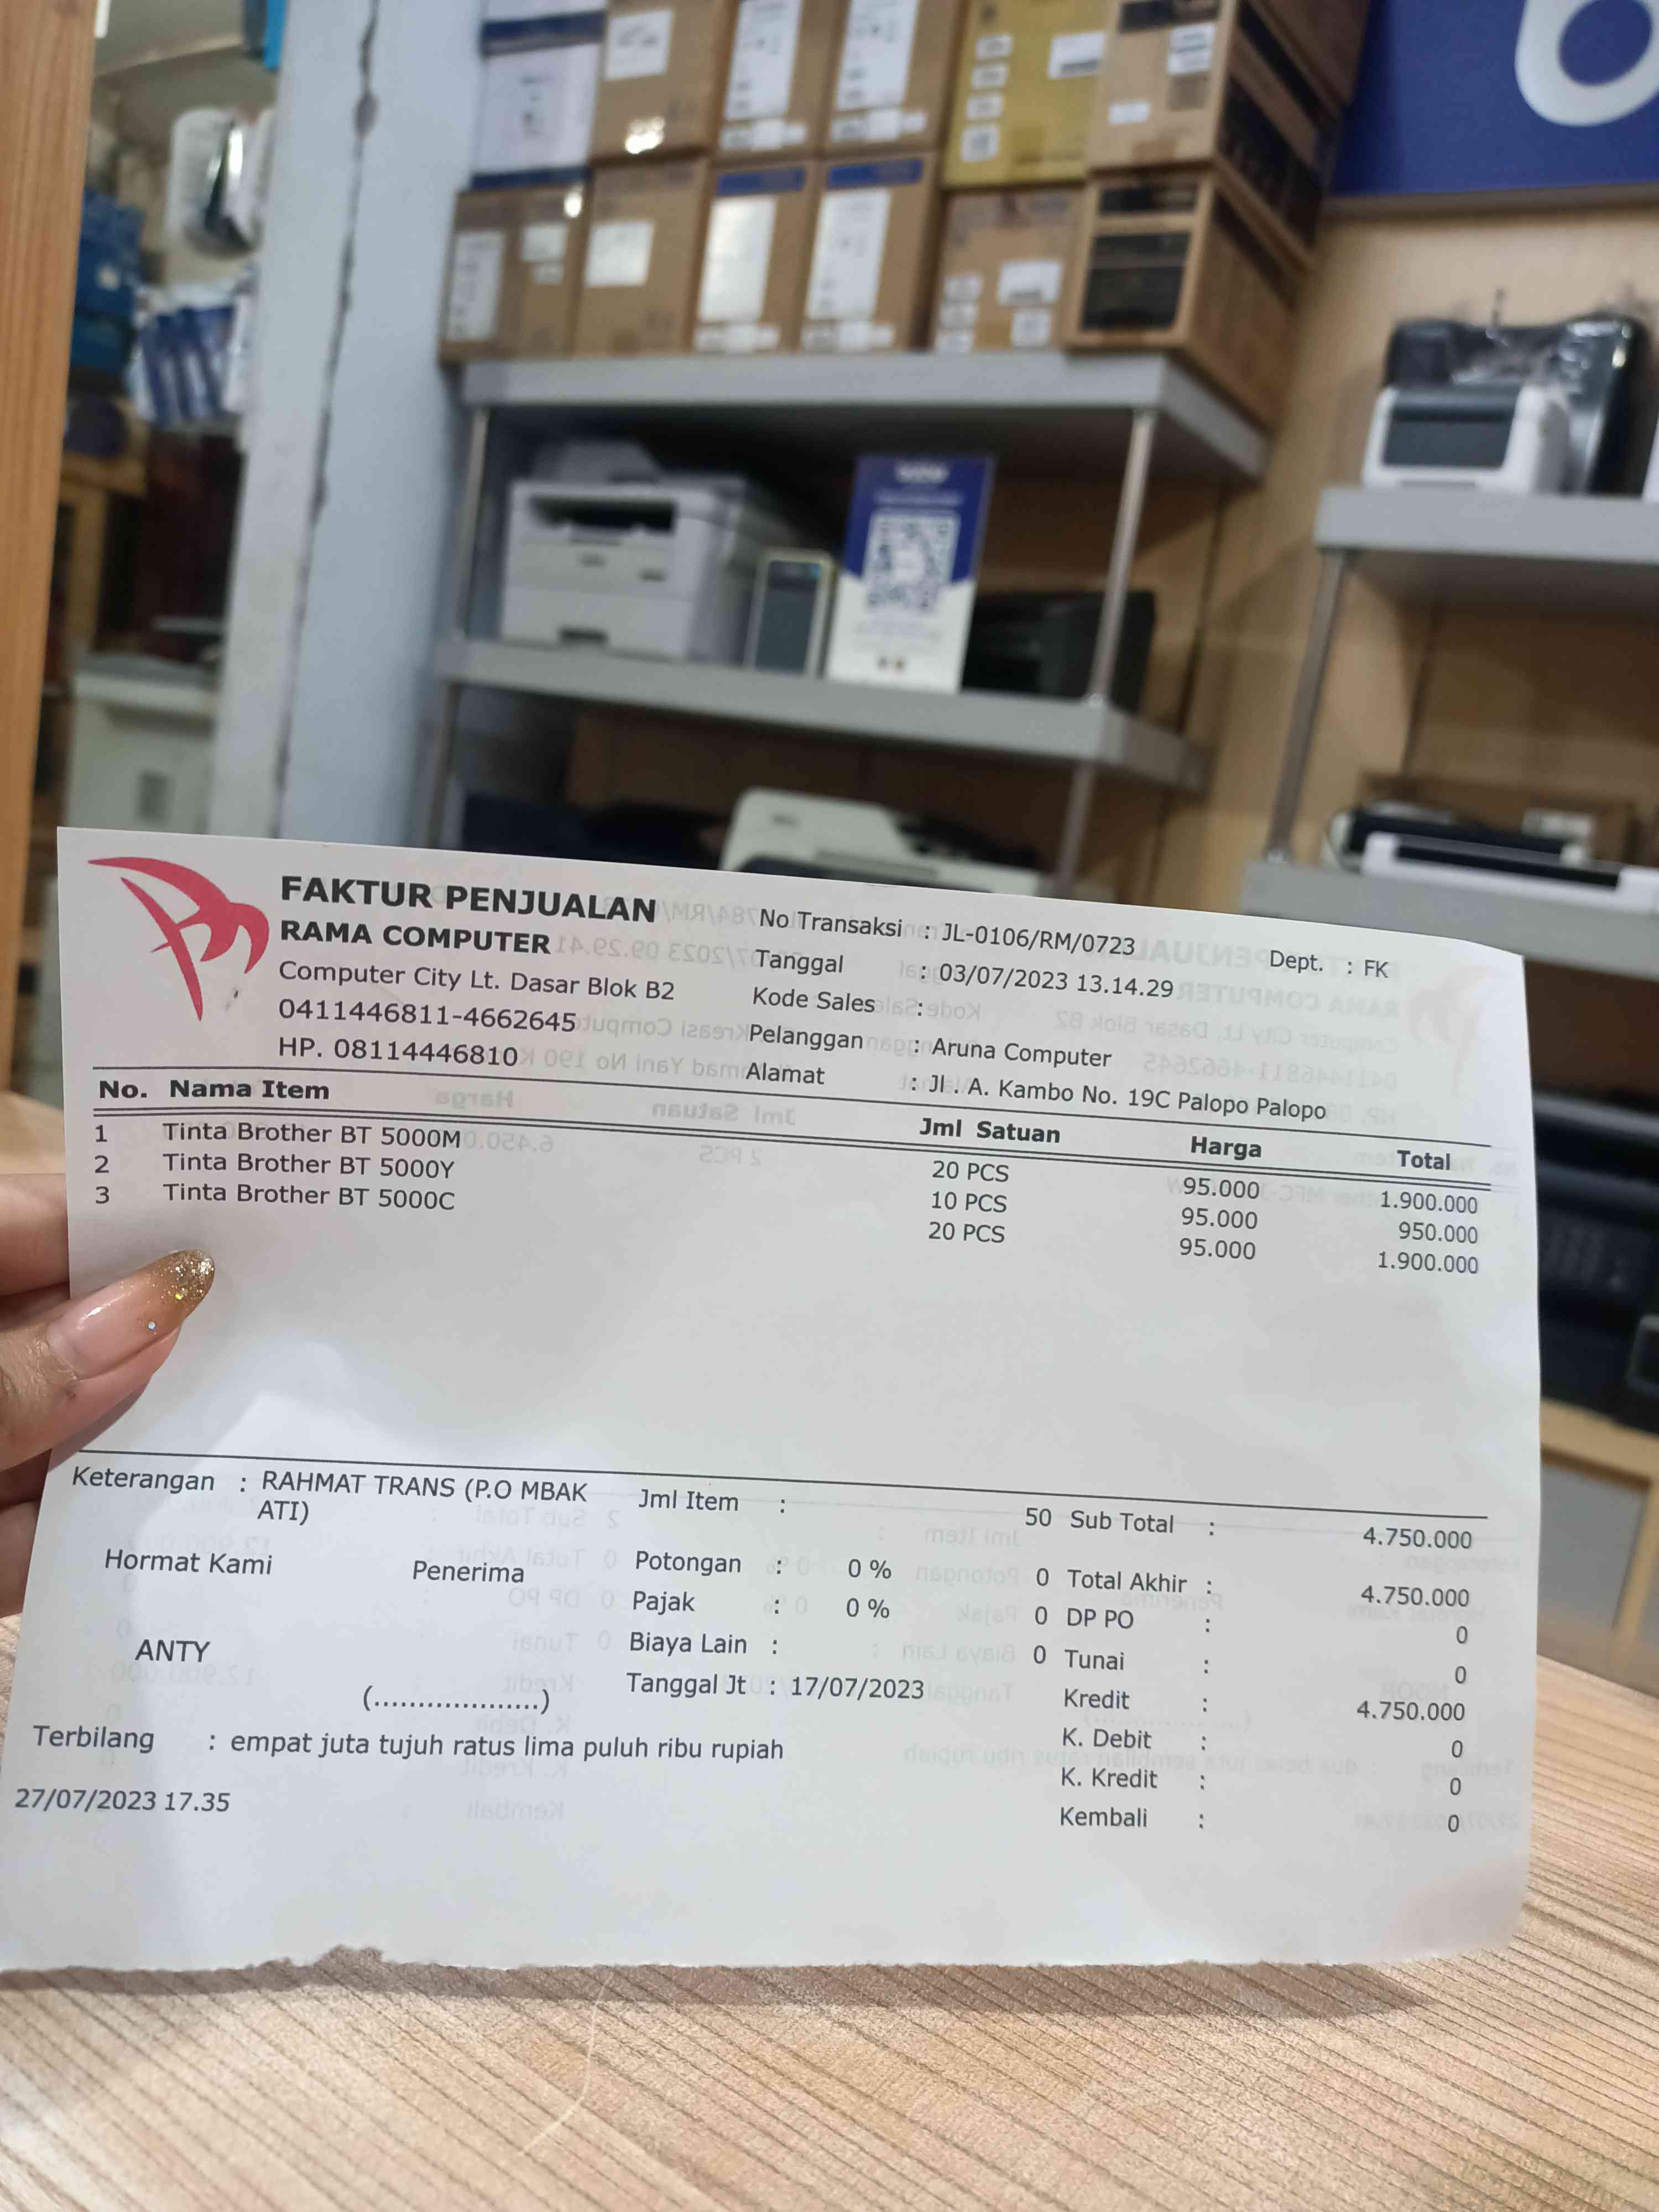 FAKTUR PENJUALAN
RAMA COMPUTER
Computer City Lt. Dasar Blok B2
0411446811-4662645
HP. 08114446810
No Transaksi : JL-0106/RM/0723
Dept. : FK
Tanggal : 03/07/2023 13.14.29
Kode Sales :
Pelanggan : Aruna Computer
Alamat : Jl . A. Kambo No. 19C Palopo Palopo
No. Nama Item Jml Satuan Harga Total
1 Tinta Brother BT 5000M 20 PCS 95.000 1.900.000
2 Tinta Brother BT 5000Y 10 PCS 95.000 950.000
3 Tinta Brother BT 5000C 20 PCS 95.000 1.900.000
Keterangan : RAHMAT TRANS (P.O MBAK
ATI)
Hormat Kami
Penerima
ANTY
(...................)
Jml Item : 50
Potongan : 0 % 0
Pajak : 0 % 0
Biaya Lain : 0
Tanggal Jt : 17/07/2023
Sub Total : 4.750.000
Total Akhir : 4.750.000
DP PO : 0
Tunai : 0
Kredit : 4.750.000
K. Debit : 0
K. Kredit : 0
Kembali : 0
Terbilang : empat juta tujuh ratus lima puluh ribu rupiah
27/07/2023 17.35